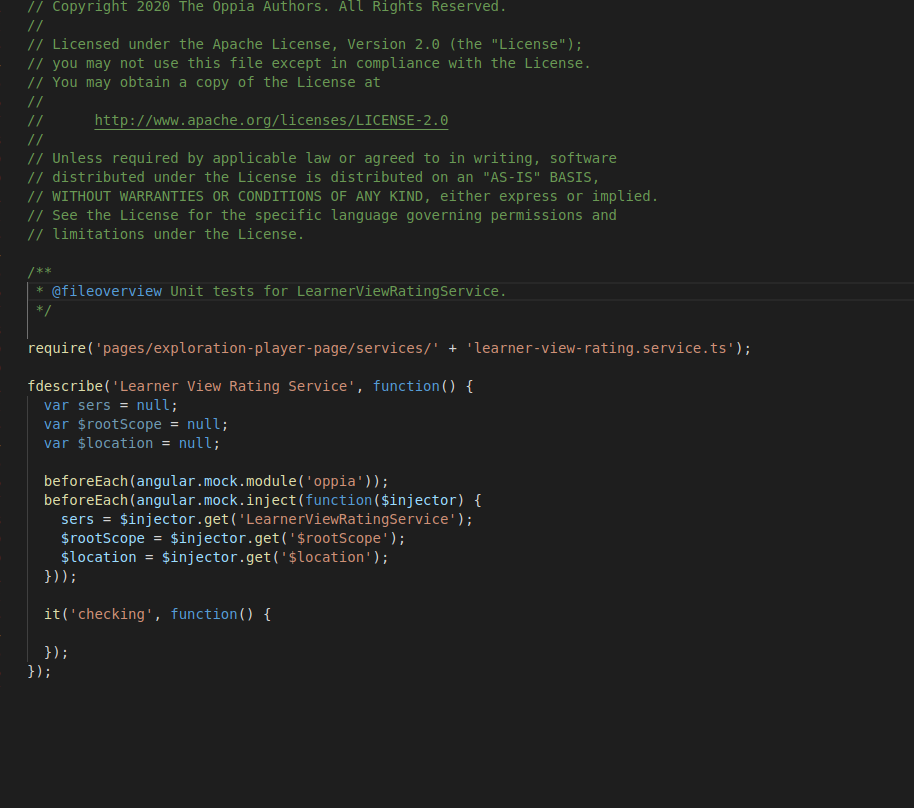 // Copyright 2020 The Oppia Authors. All Rights Reserved.
//
// Licensed under the Apache License, Version 2.0 (the "License");
// you may not use this file except in compliance with the License.
// You may obtain a copy of the License at
//
//      http://www.apache.org/licenses/LICENSE-2.0
//
// Unless required by applicable law or agreed to in writing, software
// distributed under the License is distributed on an "AS-IS" BASIS,
// WITHOUT WARRANTIES OR CONDITIONS OF ANY KIND, either express or implied.
// See the License for the specific language governing permissions and
// limitations under the License.

/**
 * @fileoverview Unit tests for LearnerViewRatingService.
 */

require('pages/exploration-player-page/services/' + 'learner-view-rating.service.ts');

fdescribe('Learner View Rating Service', function() {
  var sers = null;
  var $rootScope = null;
  var $location = null;

  beforeEach(angular.mock.module('oppia'));
  beforeEach(angular.mock.inject(function($injector) {
    sers = $injector.get('LearnerViewRatingService');
    $rootScope = $injector.get('$rootScope');
    $location = $injector.get('$location');
  }));

  it('checking', function() {

  });
});